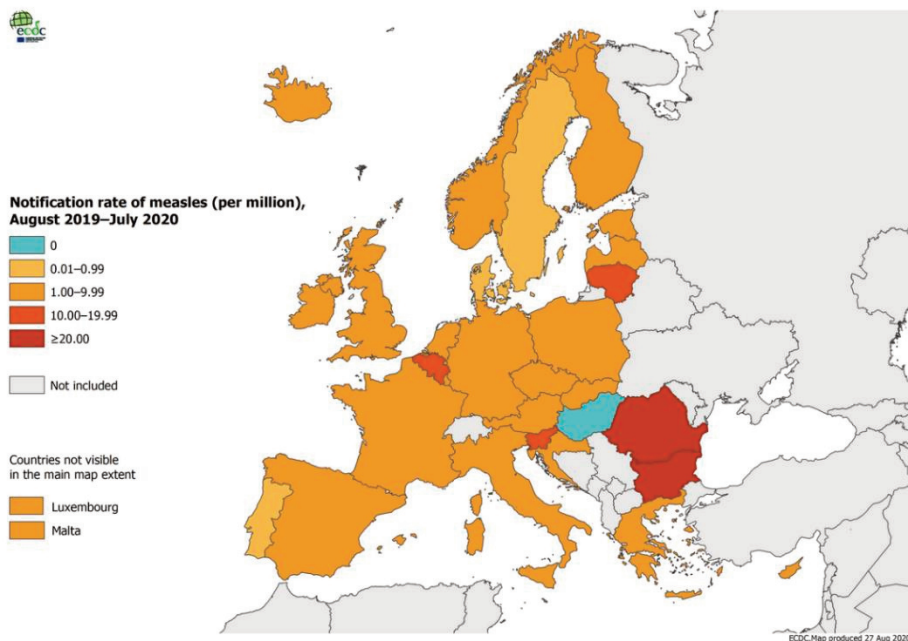 ecdc
Notification rate of measles (per million),
August 2019–July 2020
0
0.01–0.99
1.00–9.99
10.00–19.99
≥20.00
Not included
Countries not visible
in the main map extent
Luxembourg
Malta
ECDC.Map produced 27 Aug 2020